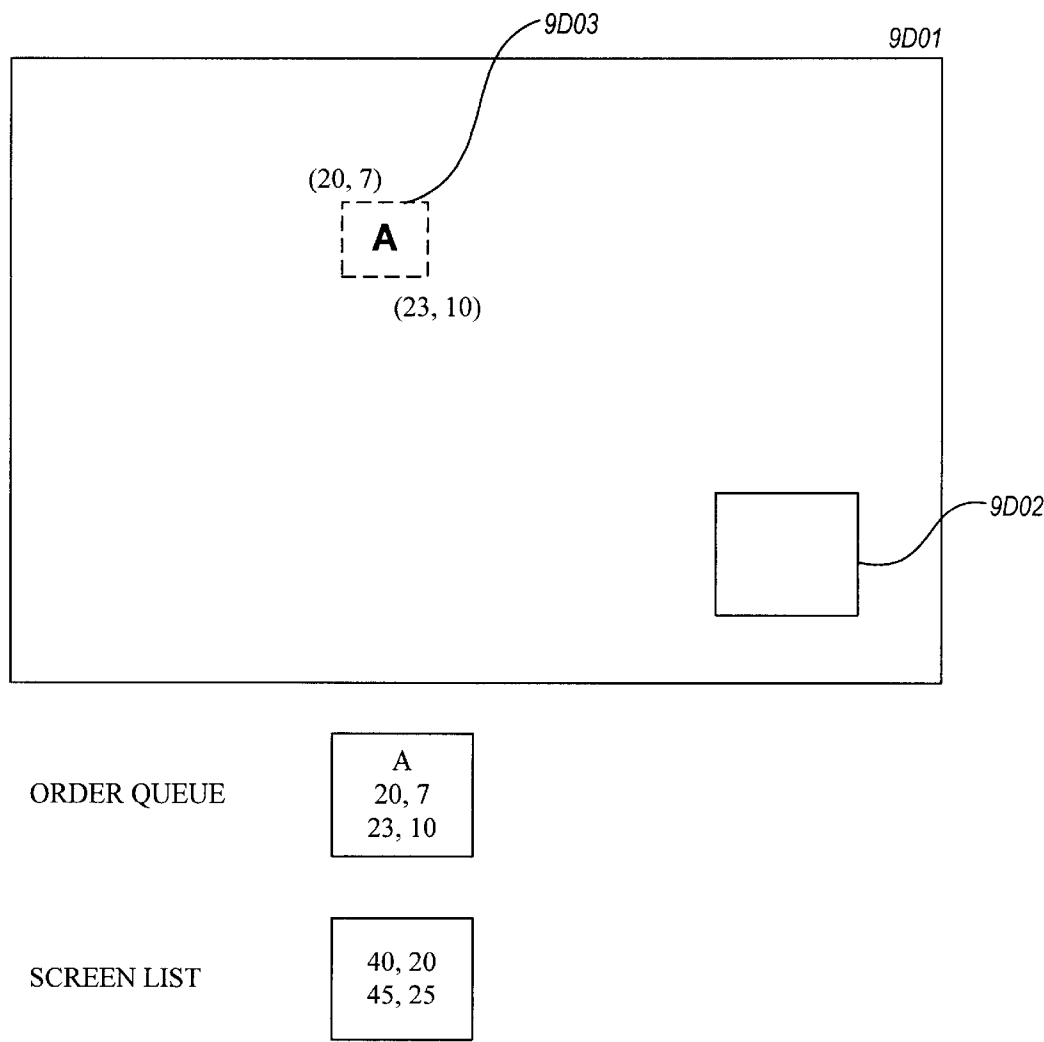 9D03
9D01
(20, 7)
A
(23, 10)
9D02
ORDER QUEUE
A
20, 7
23, 10
SCREEN LIST
40, 20
45, 25